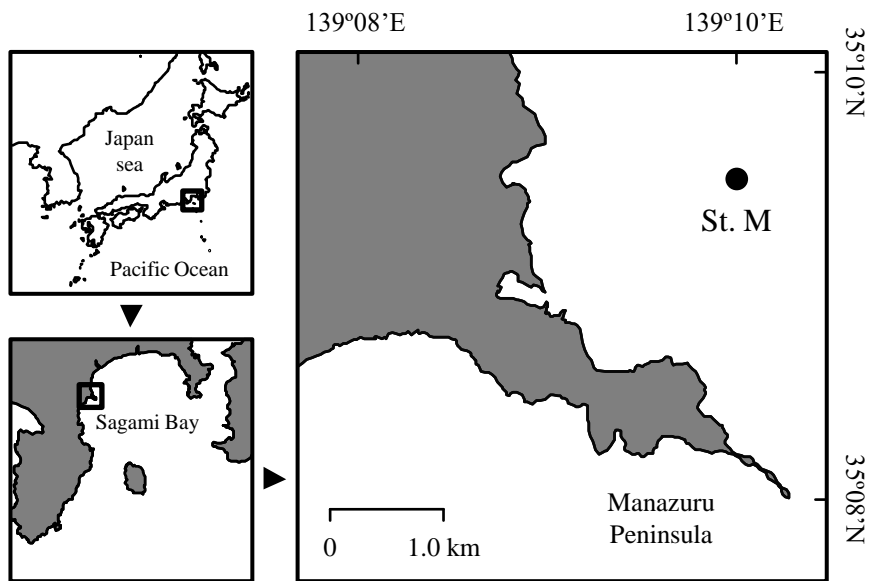 139º08’E
139º10’E
35º10’N
Japan
sea
Pacific Ocean
St. M
Sagami Bay
35º08’N
Manazuru
Peninsula
0
1.0 km